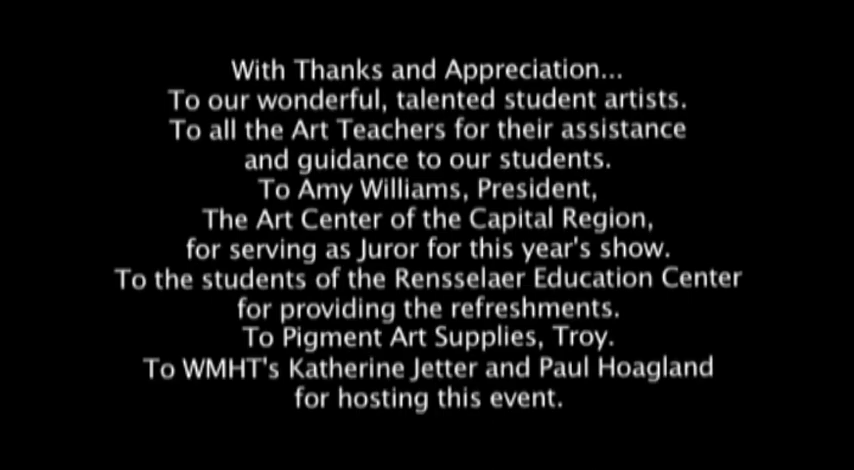 With Thanks and Appreciation...
To our wonderful, talented student artists.
To all the Art Teachers for their assistance
and guidance to our students.
To Amy Williams, President,
The Art Center of the Capital Region,
for serving as Juror for this year's show.
To the students of the Rensselaer Education Center
for providing the refreshments.
To Pigment Art Supplies, Troy.
To WMHT's Katherine Jetter and Paul Hoagland
for hosting this event.